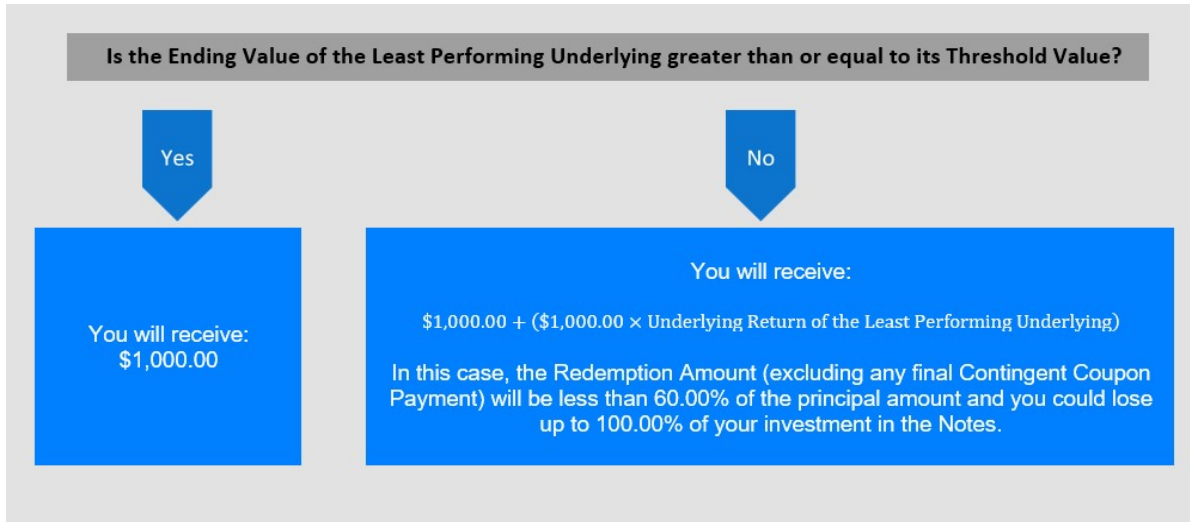 Is the Ending Value of the Least Performing Underlying greater than or equal to its Threshold Value?
Yes
No
You will receive:
$1,000.00
You will receive:
$1,000.00 + ($1,000.00 × Underlying Return of the Least Performing Underlying)
In this case, the Redemption Amount (excluding any final Contingent Coupon
Payment) will be less than 60.00% of the principal amount and you could lose
up to 100.00% of your investment in the Notes.